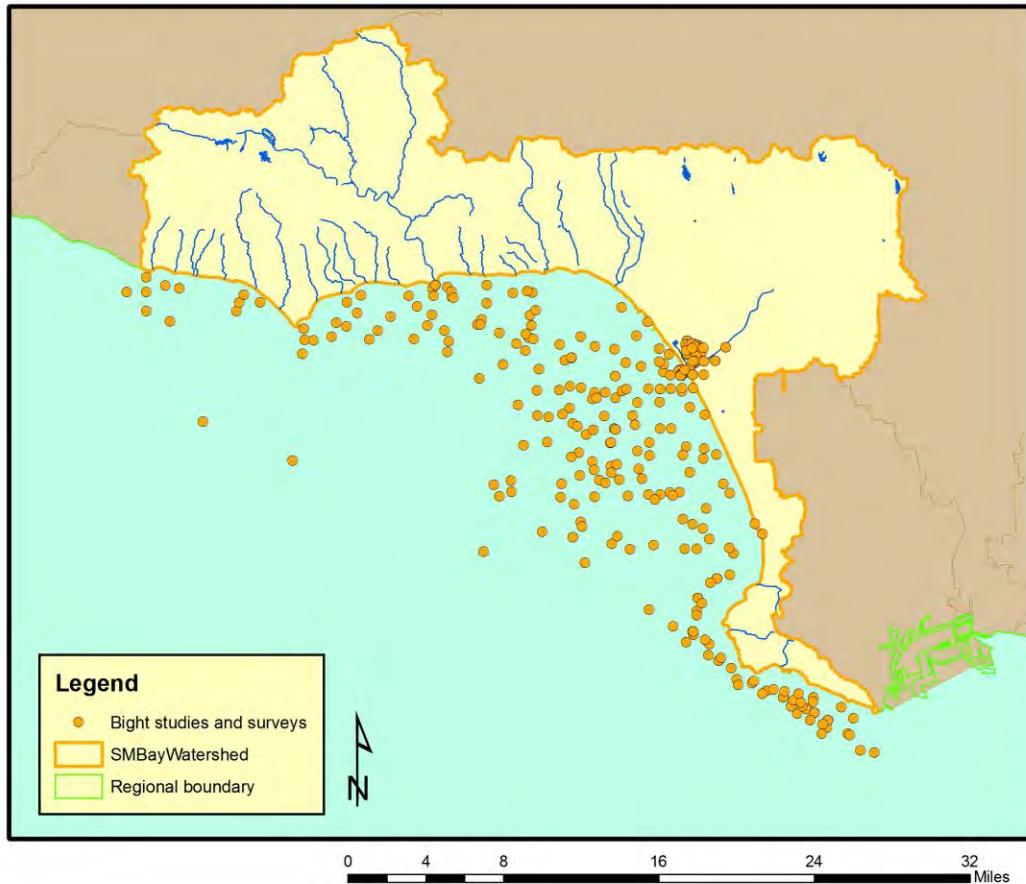 Legend
Bight studies and surveys
SMBayWatershed
Regional boundary
N
0 4 8 16 24 32
Miles